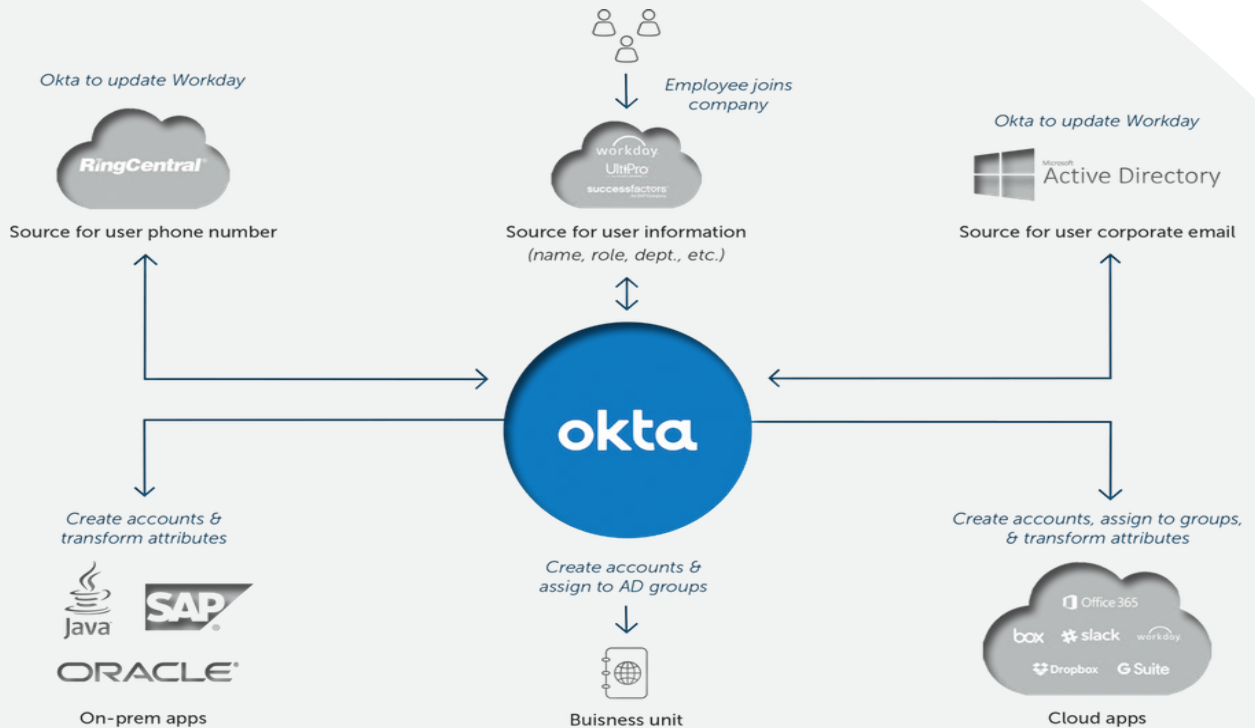 Okta to update Workday
RingCentral®
Source for user phone number
Employee joins
company
workday
UltiPro
successfactors
Source for user information
(name, role, dept., etc.)
Okta to update Workday
Microsoft
Active Directory
Source for user corporate email
okta
Create accounts &
transform attributes
Java
SAP®
ORACLE®
On-prem apps
Create accounts &
assign to AD groups
Buisness unit
Create accounts, assign to groups,
& transform attributes
Office 365
box slack workday
Dropbox G Suite
Cloud apps